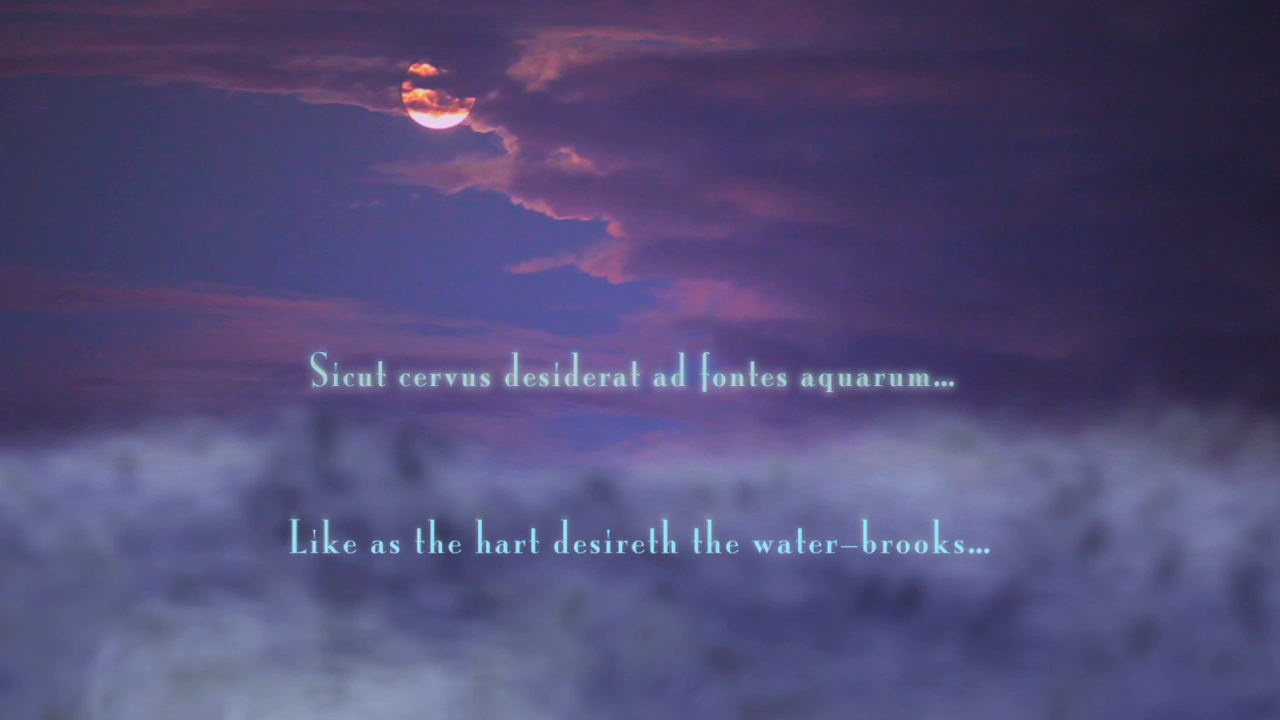 Sicut cervus desiderat ad fontes aquarum...
Like as the hart desireth the water-brooks...